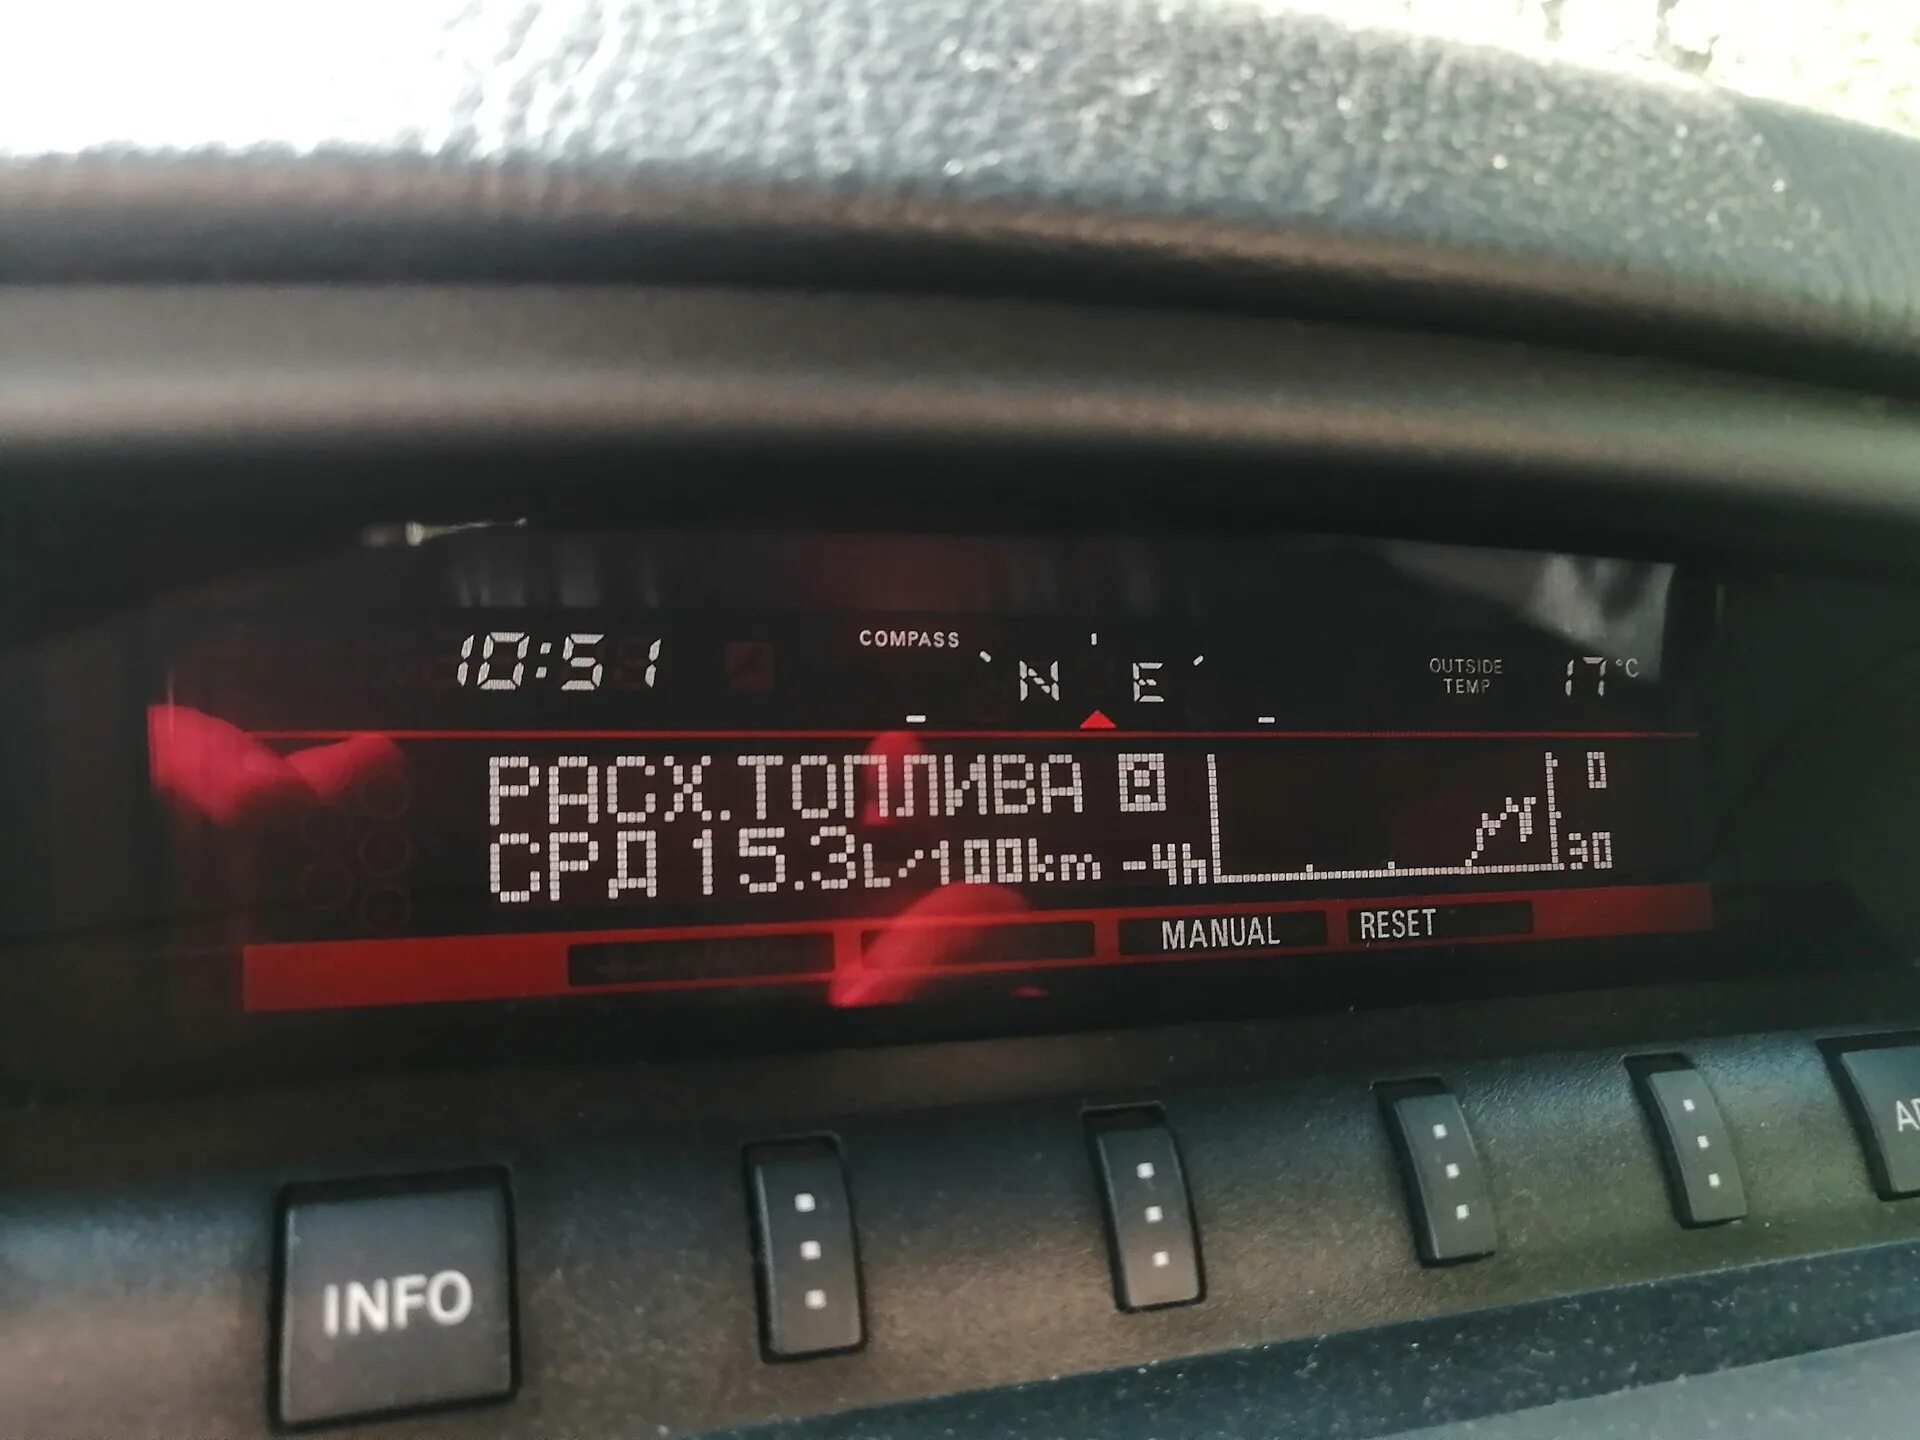 10:51
COMPASS
N E
OUTSIDE
TEMP
17°C
РАСХ.ТОПЛИВА
СРД 15.3L/100km -4h
0
30
MANUAL
RESET
INFO